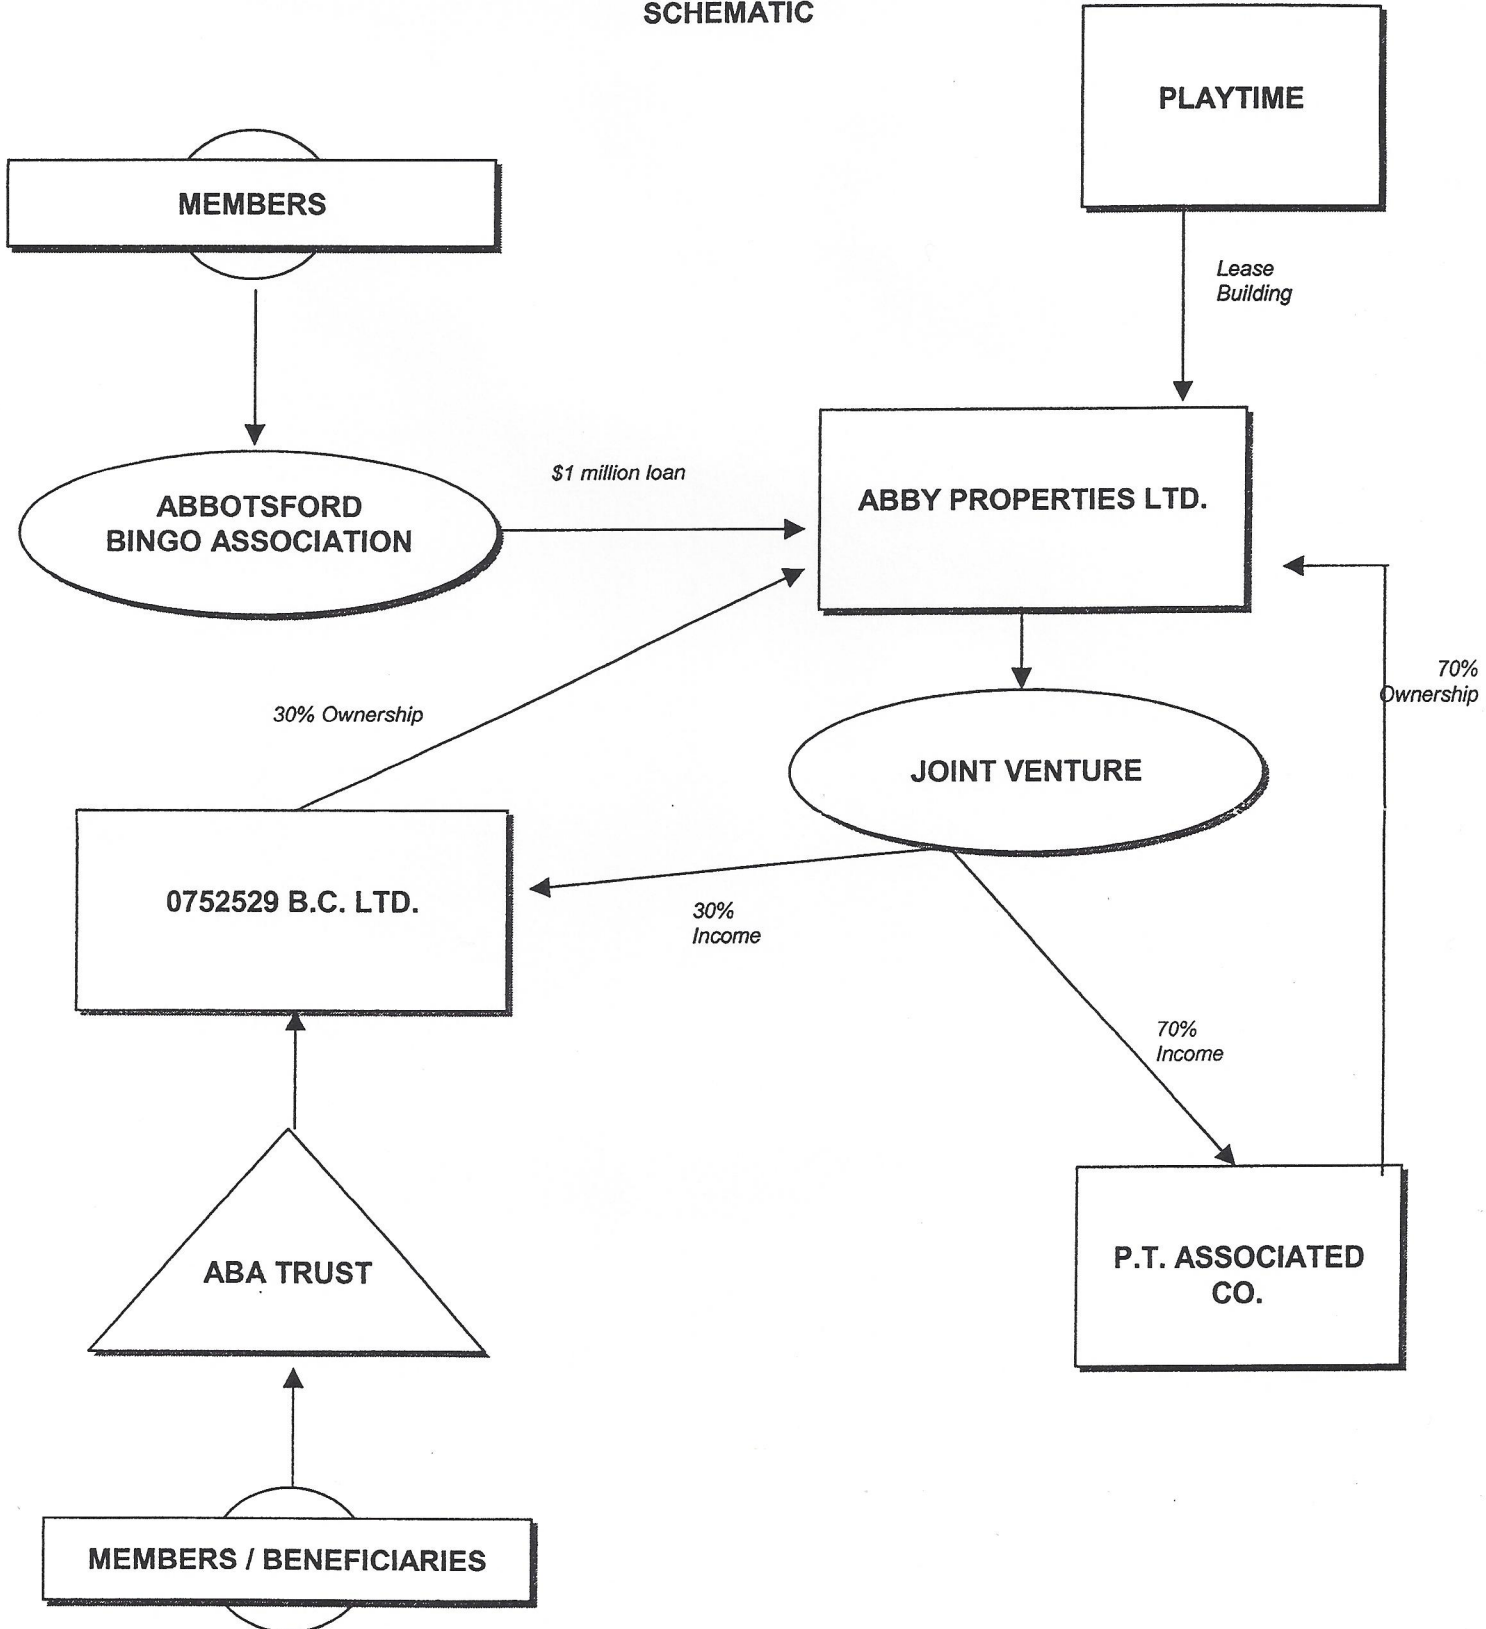 SCHEMATIC
PLAYTIME
MEMBERS
Lease
Building
$1 million loan
ABBOTSFORD
BINGO ASSOCIATION
ABBY PROPERTIES LTD.
70%
Ownership
30% Ownership
JOINT VENTURE
0752529 B.C. LTD.
30%
Income
70%
Income
ABA TRUST
P.T. ASSOCIATED
CO.
MEMBERS / BENEFICIARIES